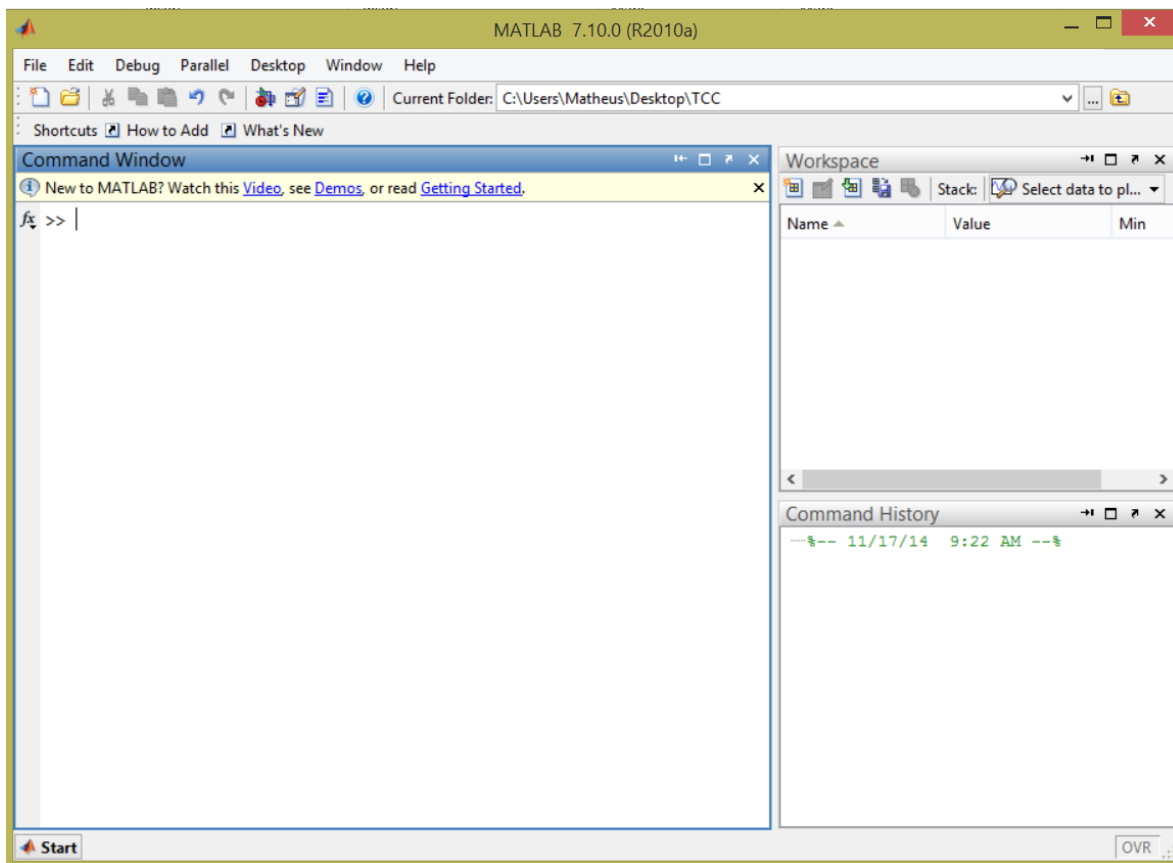 MATLAB 7.10.0 (R2010a)
File Edit Debug Parallel Desktop Window Help
Current Folder: C:\Users\Matheus\Desktop\TCC
Shortcuts How to Add What's New
Command Window
New to MATLAB? Watch this Video, see Demos, or read Getting Started.
fx >>
Workspace
Stack: Select data to pl...
Name Value Min
Command History
%-- 11/17/14 9:22 AM --%
Start
OVR